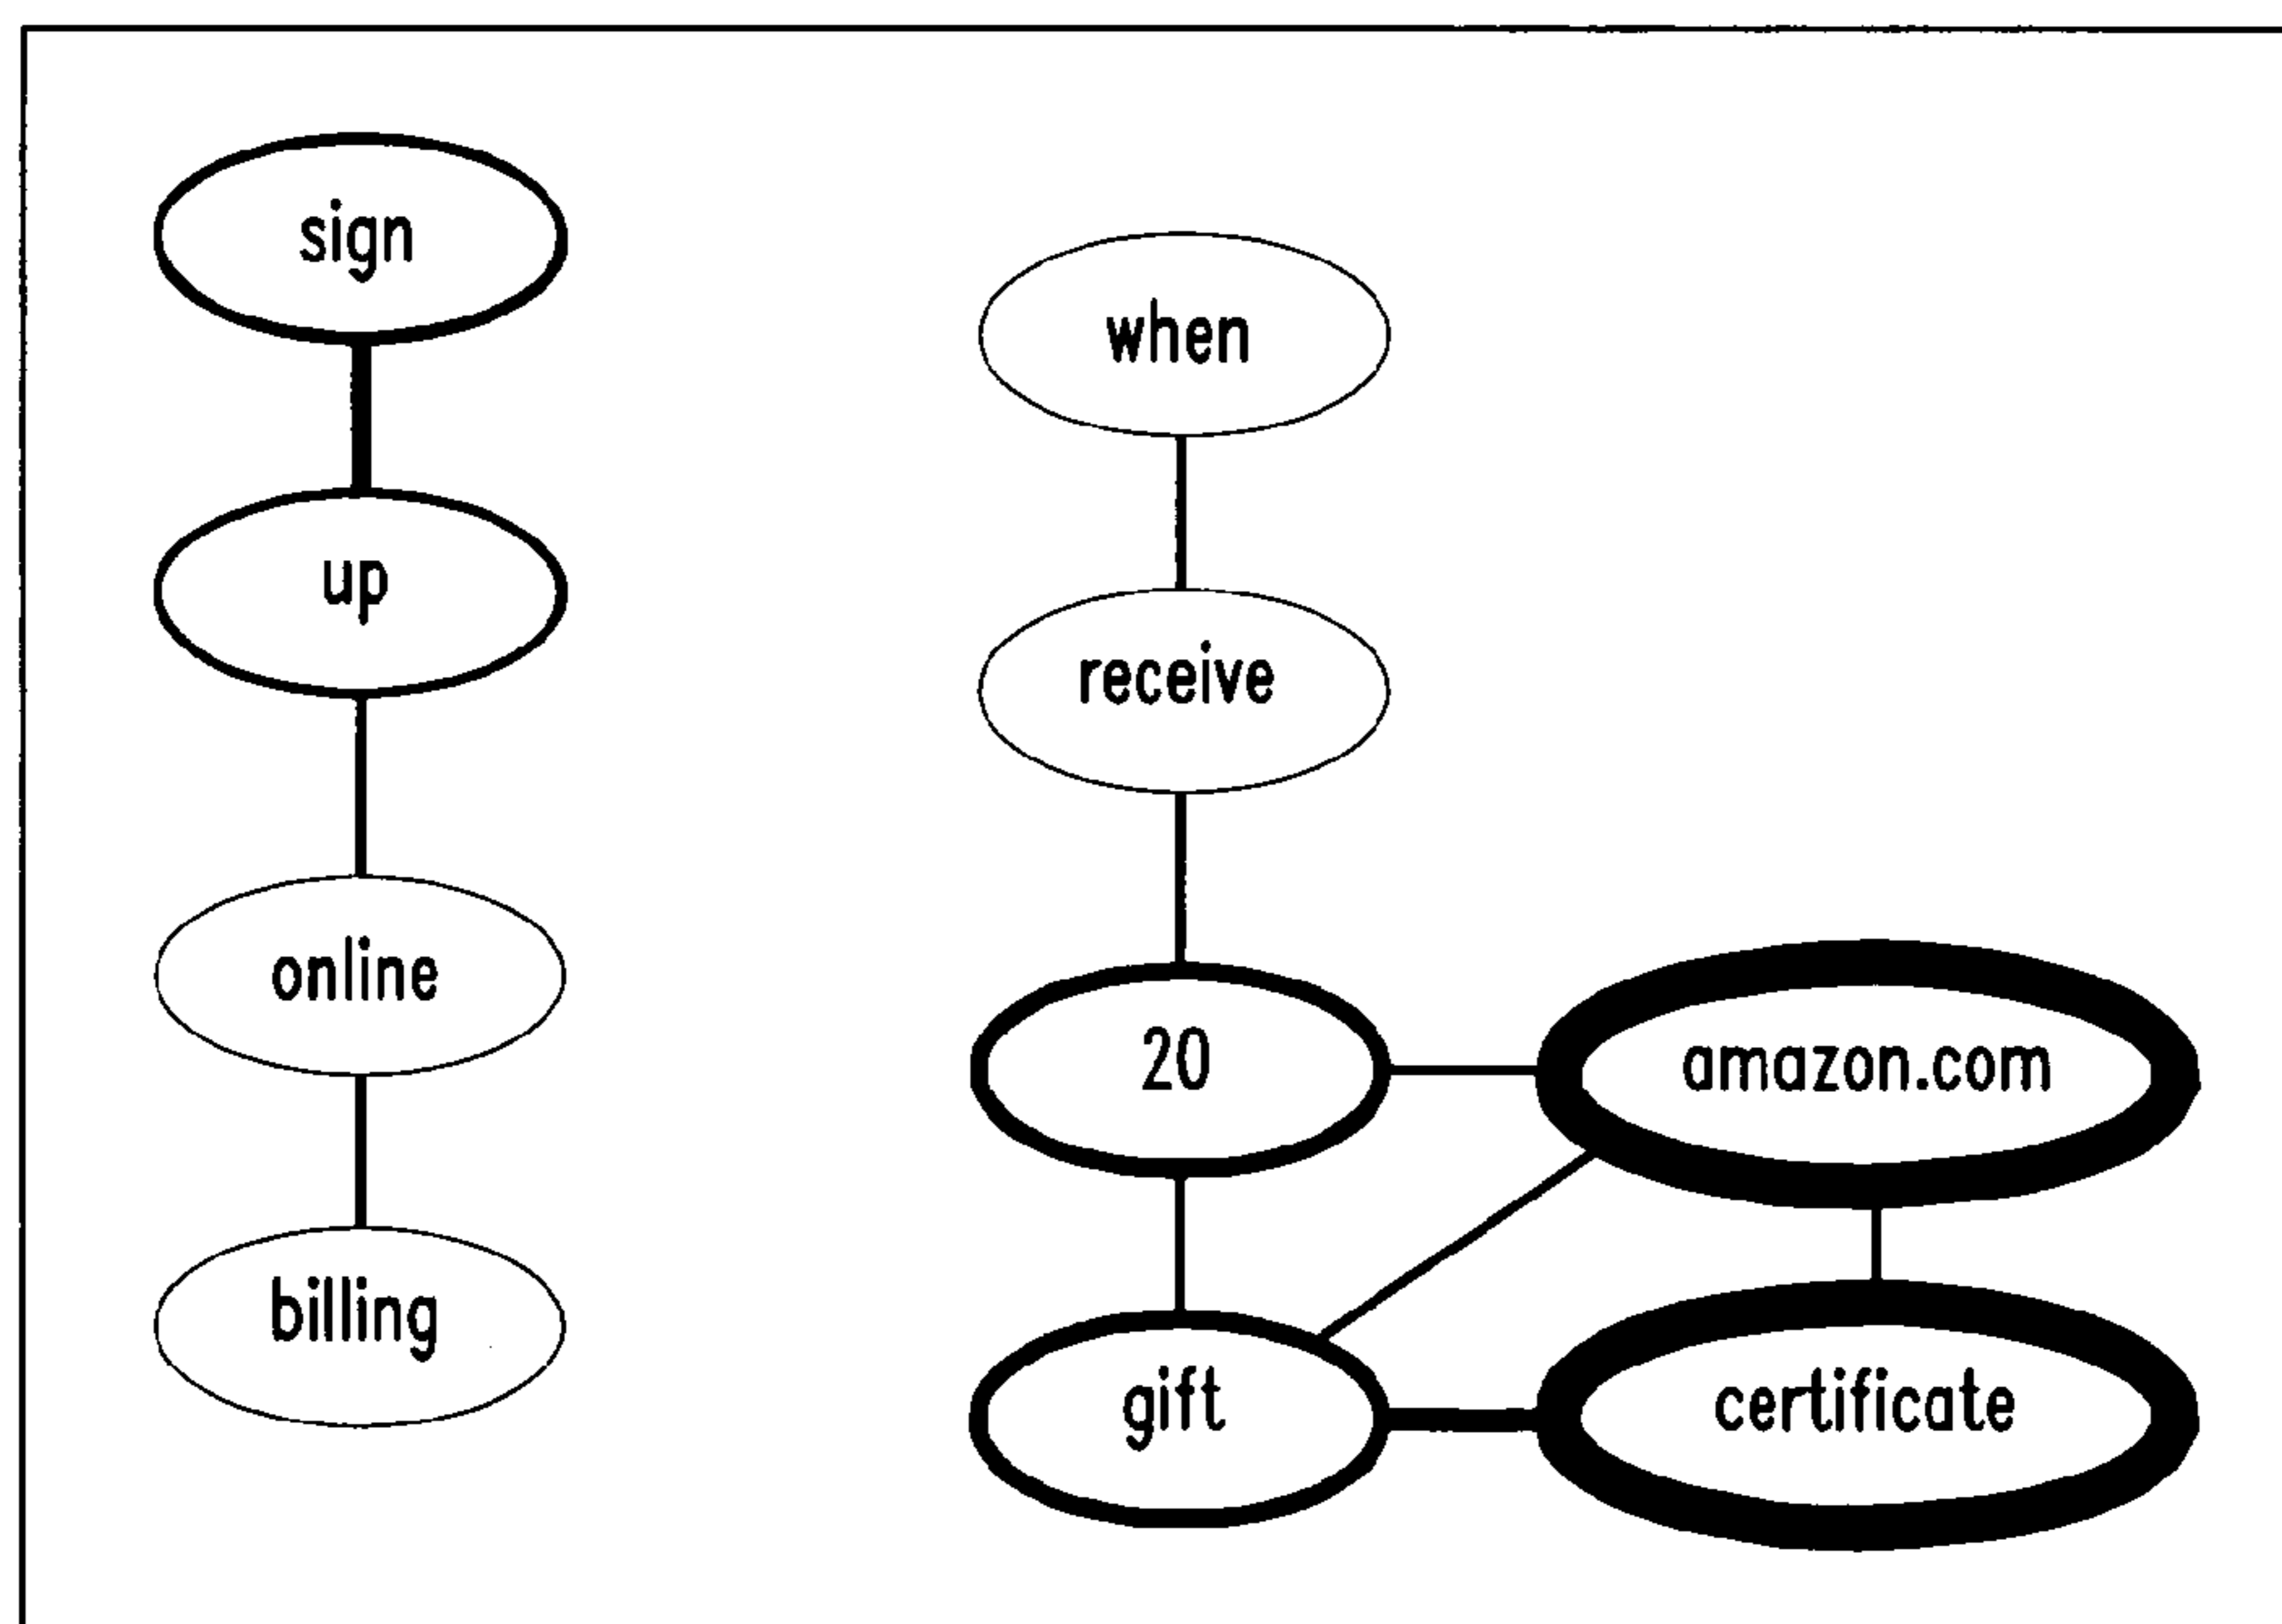 sign
up
online
billing
when
receive
20
amazon.com
gift
certificate